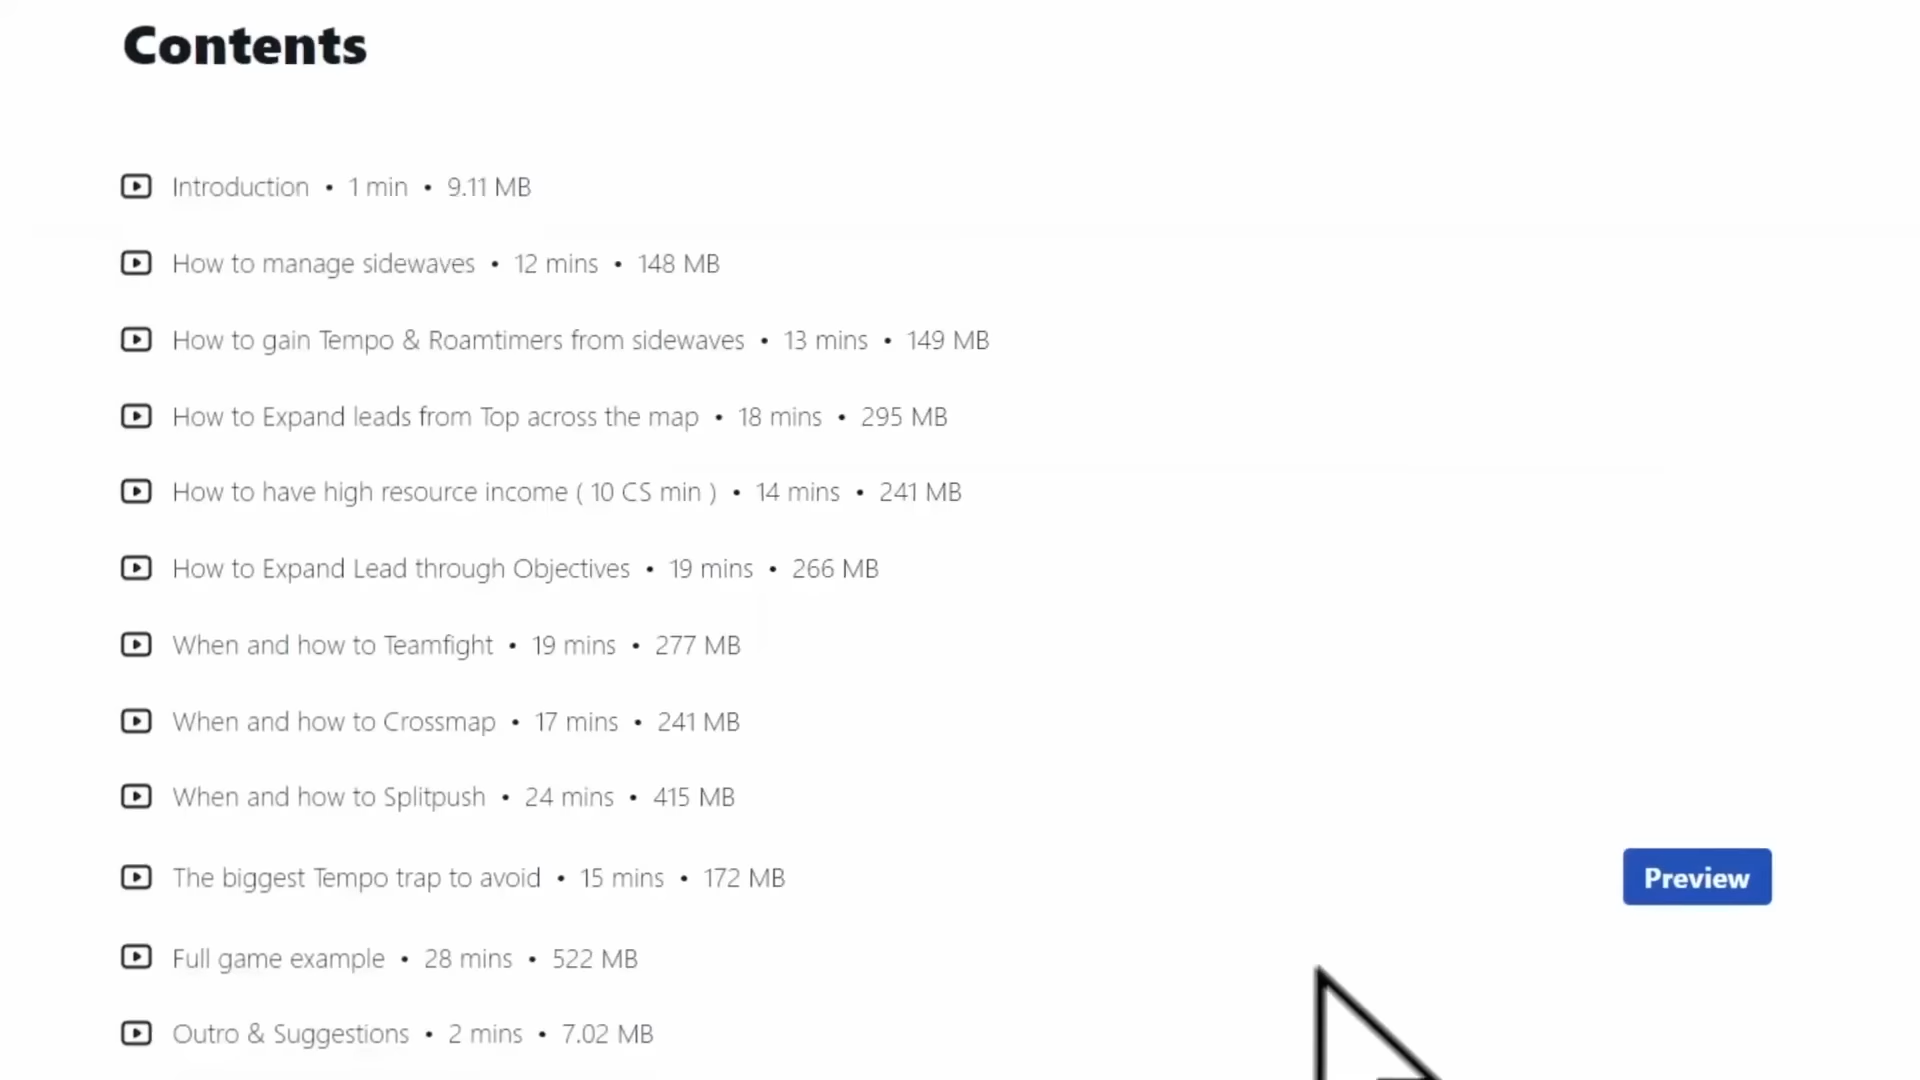 Contents
Introduction • 1 min • 9.11 MB
How to manage sidewaves • 12 mins • 148 MB
How to gain Tempo & Roamtimers from sidewaves • 13 mins • 149 MB
How to Expand leads from Top across the map • 18 mins • 295 MB
How to have high resource income ( 10 CS min ) • 14 mins • 241 MB
How to Expand Lead through Objectives • 19 mins • 266 MB
When and how to Teamfight • 19 mins • 277 MB
When and how to Crossmap • 17 mins • 241 MB
When and how to Splitpush • 24 mins • 415 MB
The biggest Tempo trap to avoid • 15 mins • 172 MB
Preview
Full game example • 28 mins • 522 MB
Outro & Suggestions • 2 mins • 7.02 MB